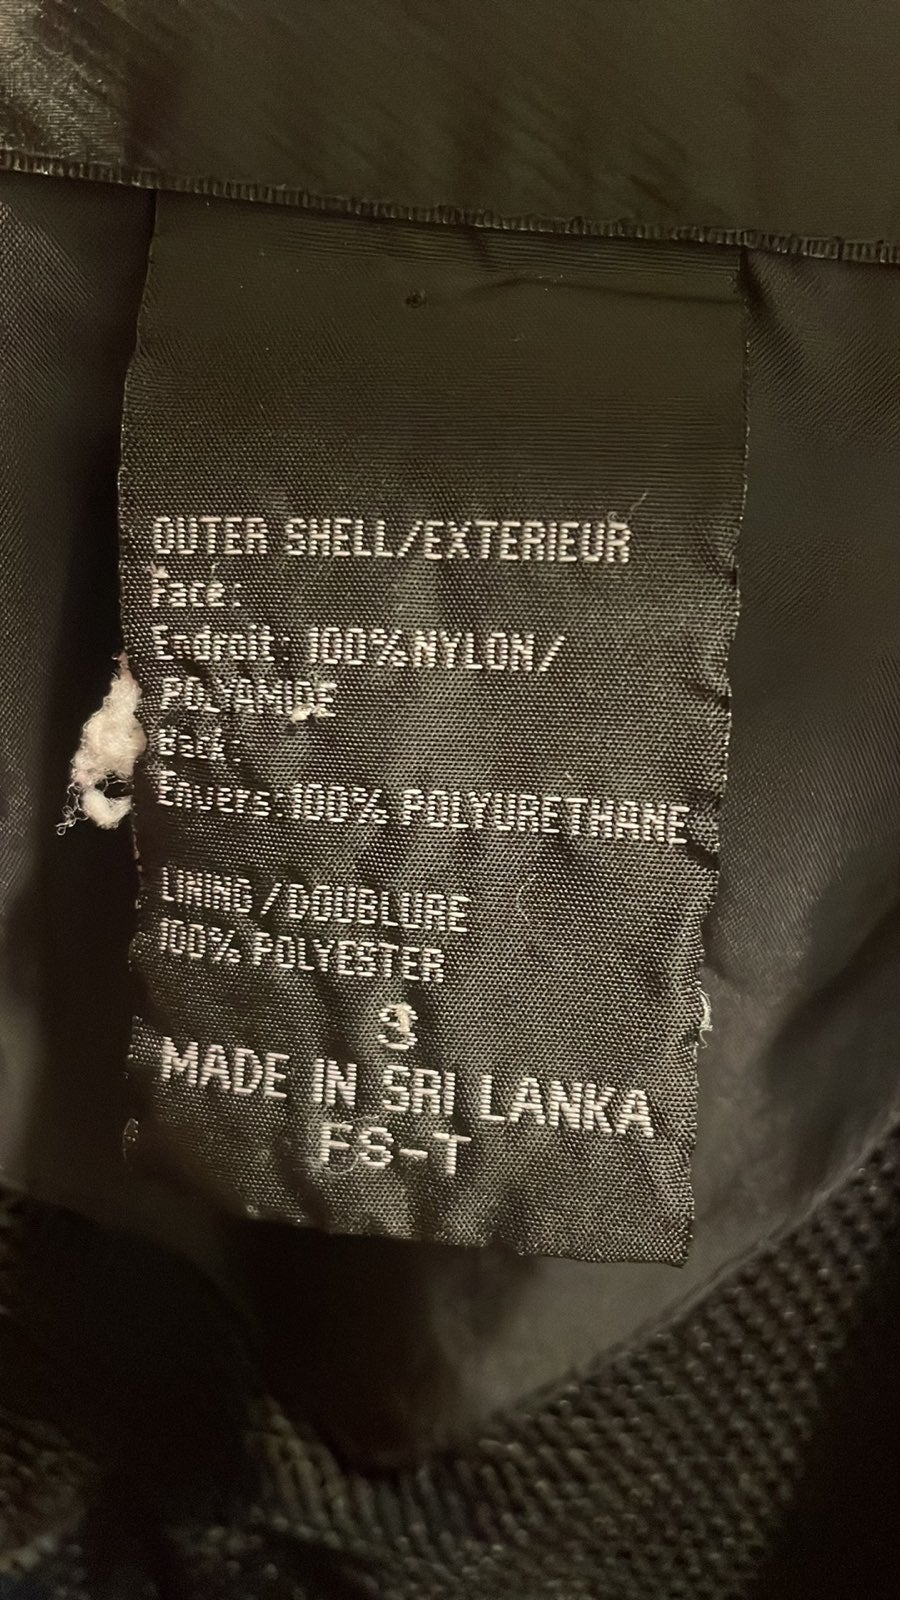 OUTER SHELL/EXTERIEUR
Face:
Endroit: 100%NYLON/
POLYAMIDE
Back:
Envers:100% POLYURETHANE
LINING/DOUBLURE
100% POLYESTER
3
MADE IN SRI LANKA
FS-T